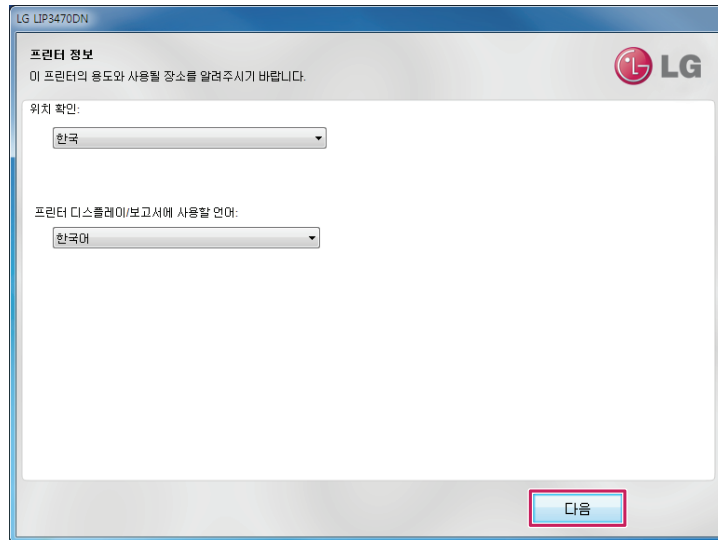 LG LIP3470DN
프린터 정보
이 프린터의 용도와 사용될 장소를 알려주시기 바랍니다.
LG
위치 확인:
한국
프린터 디스플레이/보고서에 사용할 언어:
한국어
다음